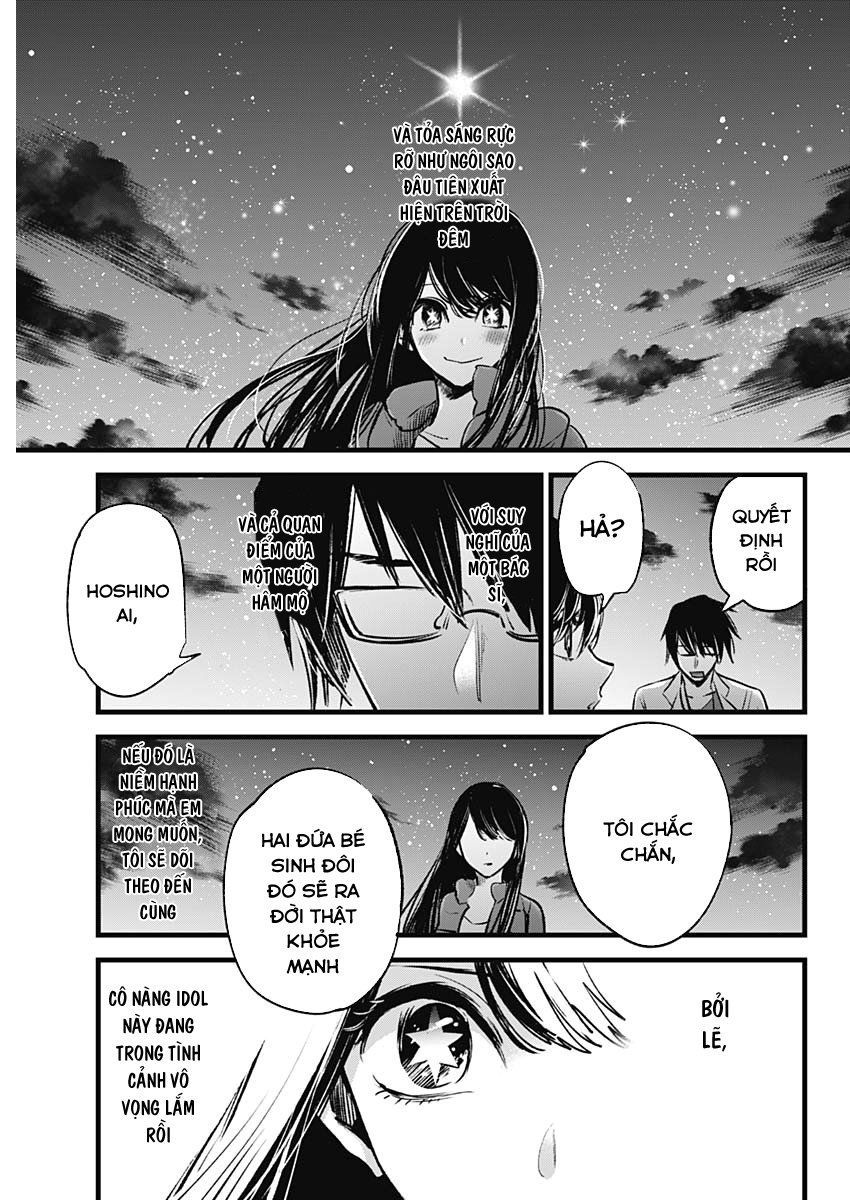 VÀ TỎA SÁNG RỰC
RỠ NHƯ NGÔI SAO
ĐẦU TIÊN XUẤT
HIỆN TRÊN TRỜI
ĐÊM
QUYẾT
ĐỊNH
RỒI
HẢ?
VỚI SUY
NGHĨ CỦA
MỘT BÁC
SĨ,
VÀ CẢ QUAN
ĐIỂM CỦA
MỘT NGƯỜI
HÂM MỘ
HOSHINO
AI,
TÔI CHẮC
CHẮN,
HAI ĐỨA BÉ
SINH ĐÔI
ĐÓ SẼ RA
ĐỜI THẬT
KHỎE
MẠNH
NẾU ĐÓ LÀ
NIỀM HẠNH
PHÚC MÀ EM
MONG MUỐN,
TÔI SẼ DÕI
THEO ĐẾN
CÙNG
BỞI
LẼ,
CÔ NÀNG IDOL
NÀY ĐANG
TRONG TÌNH
CẢNH VÔ
VỌNG LẮM
RỒI